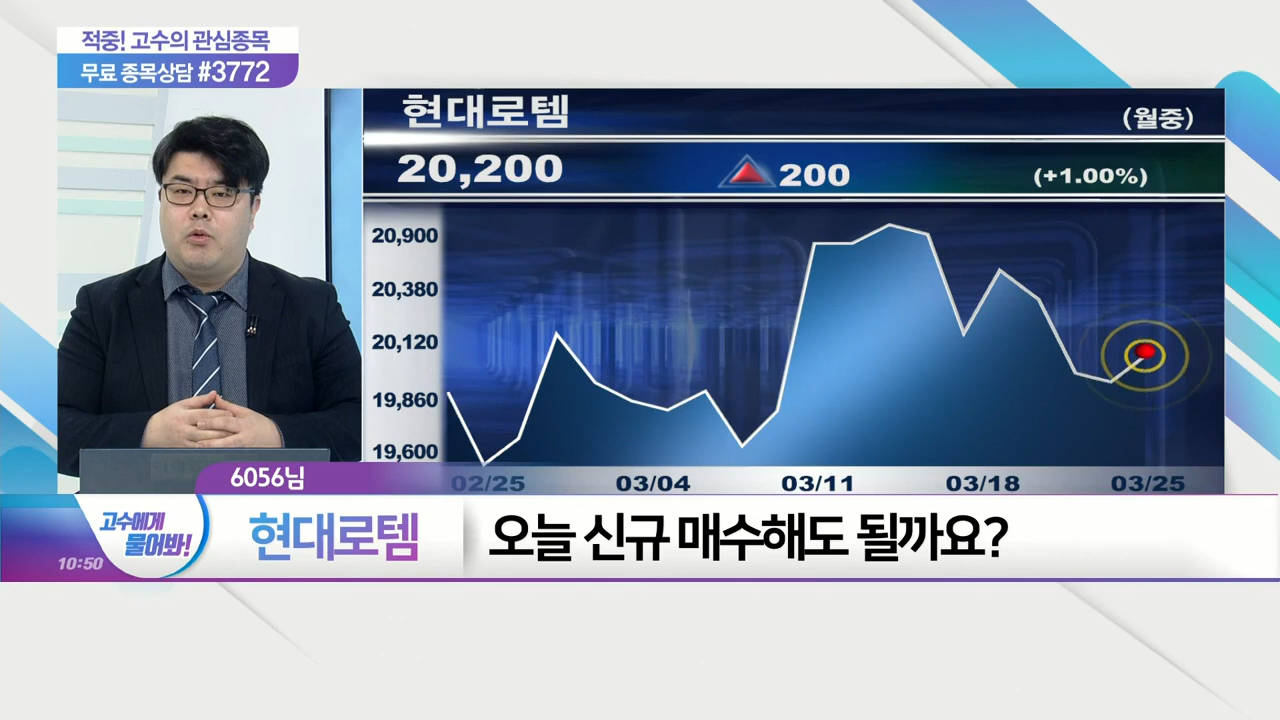 적중! 고수의 관심종목
무료 종목상담 #3772
현대로템
(월중)
20,200
200
(+1.00%)
20,900
20,380
20,120
19,860
19,600
02/25
03/04
03/11
03/18
03/25
6056님
고수에게
물어봐!
10:50
현대로템
오늘 신규 매수해도 될까요?